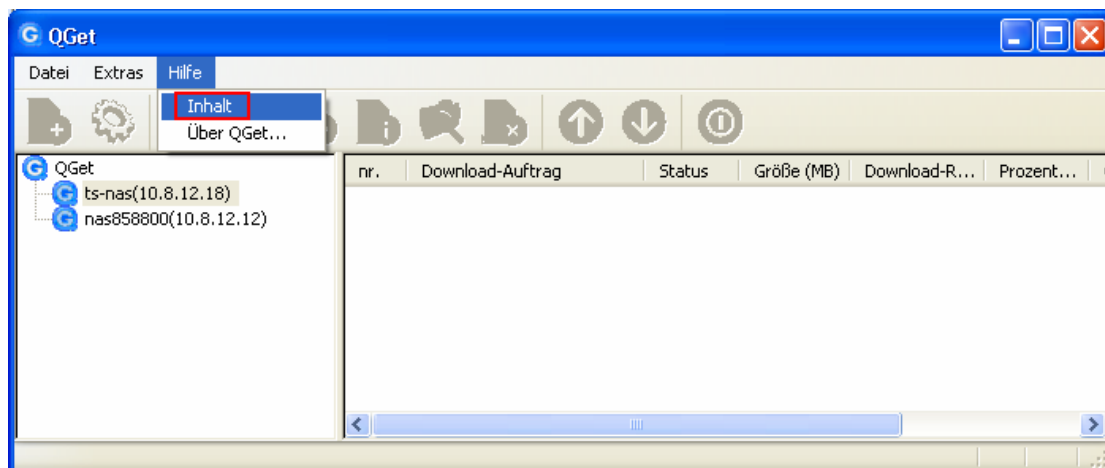 QGet
Datei Extras Hilfe
Inhalt
Über QGet...
QGet
ts-nas(10.8.12.18)
nas858800(10.8.12.12)
nr. Download-Auftrag Status Größe (MB) Download-R... Prozent...